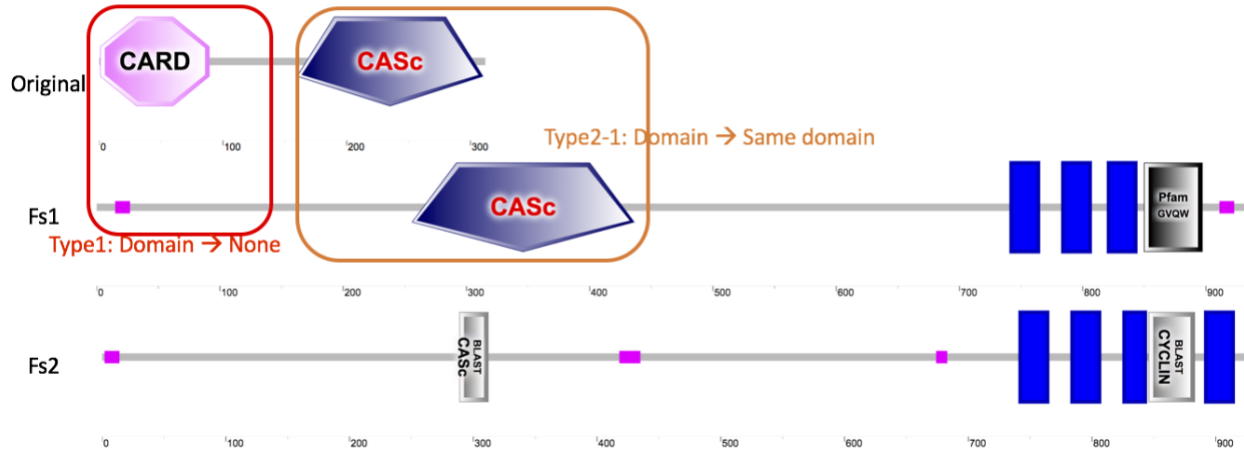 CARD
CASc
Original
0 100 200 300
Type2-1: Domain → Same domain
CASc
Pfam
GVQW
Fs1
Type1: Domain → None
0 100 200 300 400 500 600 700 800 900
BLAST
CASc
BLAST
CYCLIN
Fs2
0 100 200 300 400 500 600 700 800 900